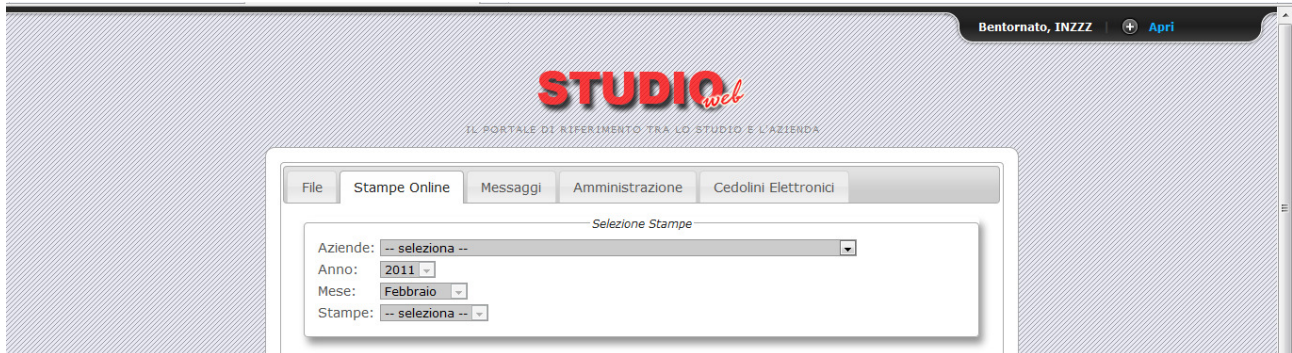 Bentornato, INZZZ | Apri
STUDIO web
IL PORTALE DI RIFERIMENTO TRA LO STUDIO E L'AZIENDA
File Stampe Online Messaggi Amministrazione Cedolini Elettronici
Selezione Stampe
Aziende: -- seleziona --
Anno: 2011
Mese: Febbraio
Stampe: -- seleziona --